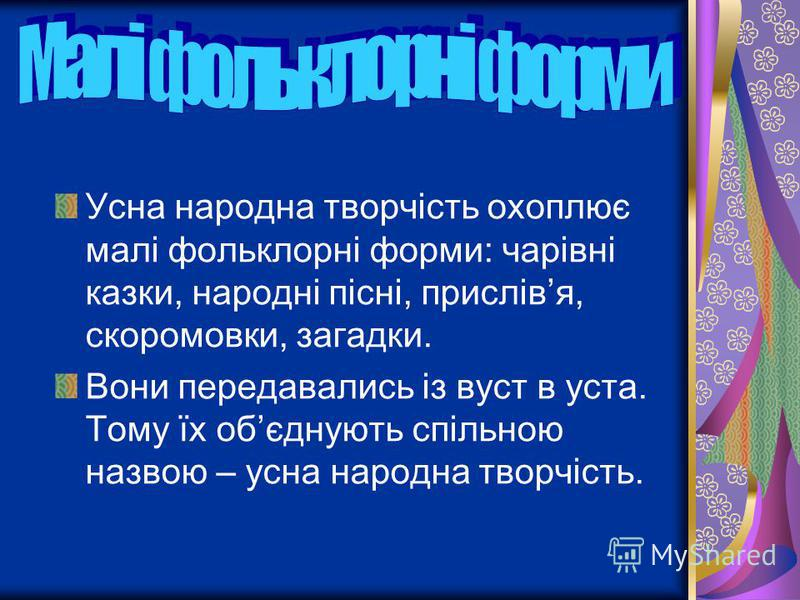 Малі фольклорні форми
Усна народна творчість охоплює
малі фольклорні форми: чарівні
казки, народні пісні, прислів’я,
скоромовки, загадки.
Вони передавались із вуст в уста.
Тому їх об’єднують спільною
назвою – усна народна творчість.
MyShared